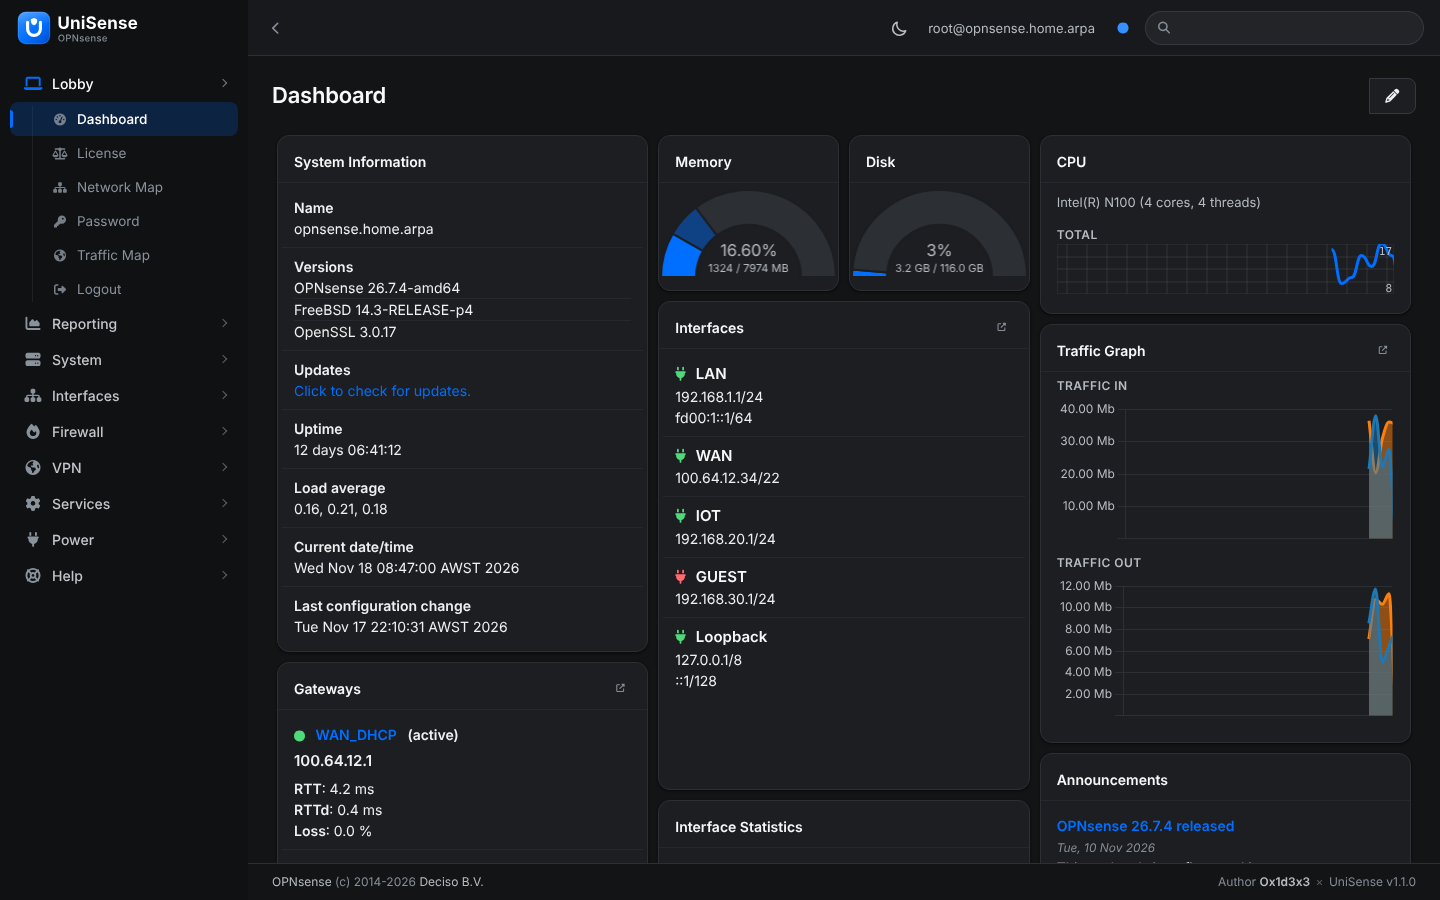 UniSense
OPNsense
root@opnsense.home.arpa
Lobby
Dashboard
License
Network Map
Password
Traffic Map
Logout
Reporting
System
Interfaces
Firewall
VPN
Services
Power
Help
Dashboard
System Information
Name
opnsense.home.arpa
Versions
OPNsense 26.7.4-amd64
FreeBSD 14.3-RELEASE-p4
OpenSSL 3.0.17
Updates
Click to check for updates.
Uptime
12 days 06:41:12
Load average
0.16, 0.21, 0.18
Current date/time
Wed Nov 18 08:47:00 AWST 2026
Last configuration change
Tue Nov 17 22:10:31 AWST 2026
Gateways
WAN_DHCP (active)
100.64.12.1
RTT: 4.2 ms
RTTd: 0.4 ms
Loss: 0.0 %
Memory
16.60%
1324 / 7974 MB
Disk
3%
3.2 GB / 116.0 GB
Interfaces
LAN
192.168.1.1/24
fd00:1::1/64
WAN
100.64.12.34/22
IOT
192.168.20.1/24
GUEST
192.168.30.1/24
Loopback
127.0.0.1/8
::1/128
Interface Statistics
CPU
Intel(R) N100 (4 cores, 4 threads)
TOTAL
17
8
Traffic Graph
TRAFFIC IN
40.00 Mb
30.00 Mb
20.00 Mb
10.00 Mb
TRAFFIC OUT
12.00 Mb
10.00 Mb
8.00 Mb
6.00 Mb
4.00 Mb
2.00 Mb
Announcements
OPNsense 26.7.4 released
Tue, 10 Nov 2026
OPNsense (c) 2014-2026 Deciso B.V.
Author Ox1d3x3 × UniSense v1.1.0